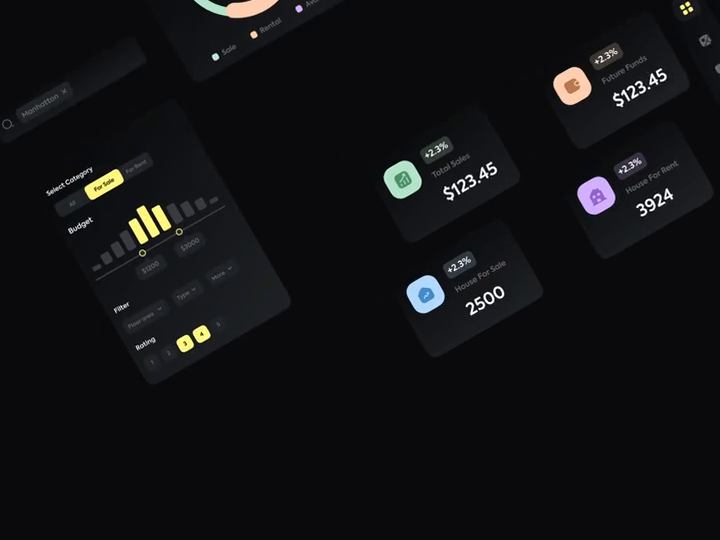 Sale
Rental
Manhattan ×
Select Category
All
For Sale
For Rent
Budget
$1200
$3000
Filter
Floor area
Type
More
Rating
1
2
3
4
5
+2.3%
Total Sales
$123.45
+2.3%
Future Funds
$123.45
+2.3%
House For Sale
2500
+2.3%
House For Rent
3924